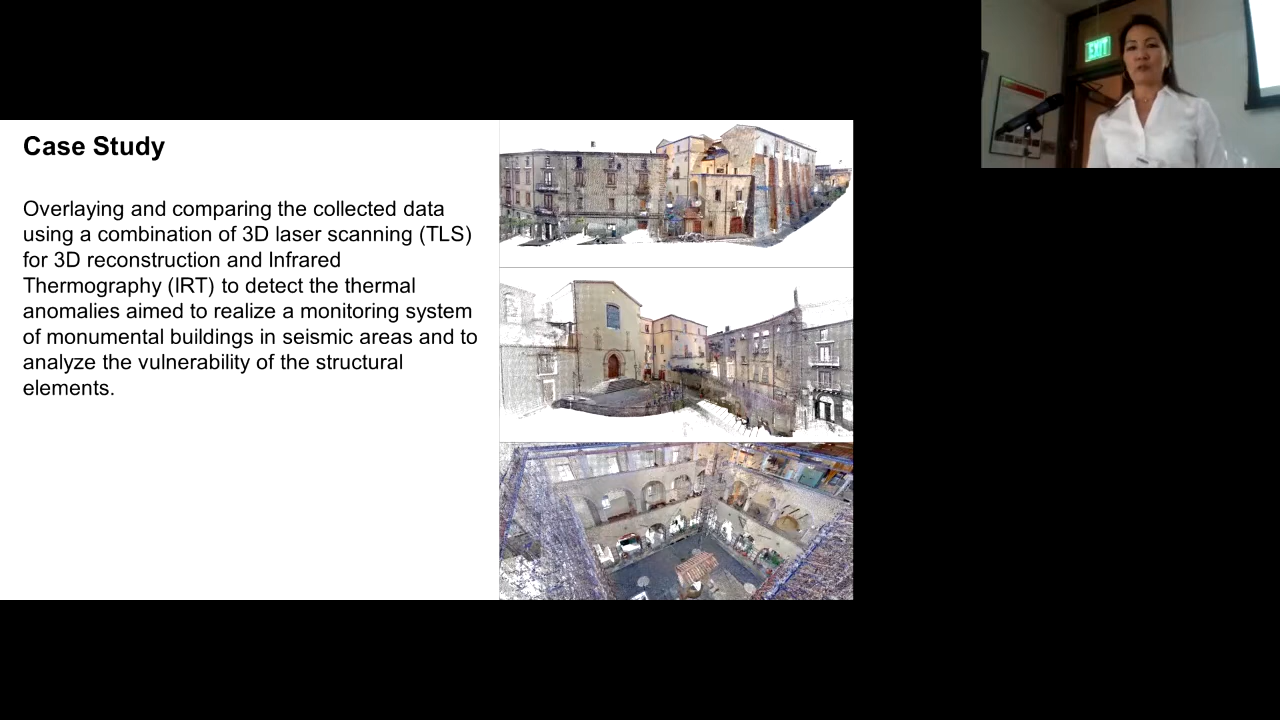 Case Study
Overlaying and comparing the collected data
using a combination of 3D laser scanning (TLS)
for 3D reconstruction and Infrared
Thermography (IRT) to detect the thermal
anomalies aimed to realize a monitoring system
of monumental buildings in seismic areas and to
analyze the vulnerability of the structural
elements.
EXIT